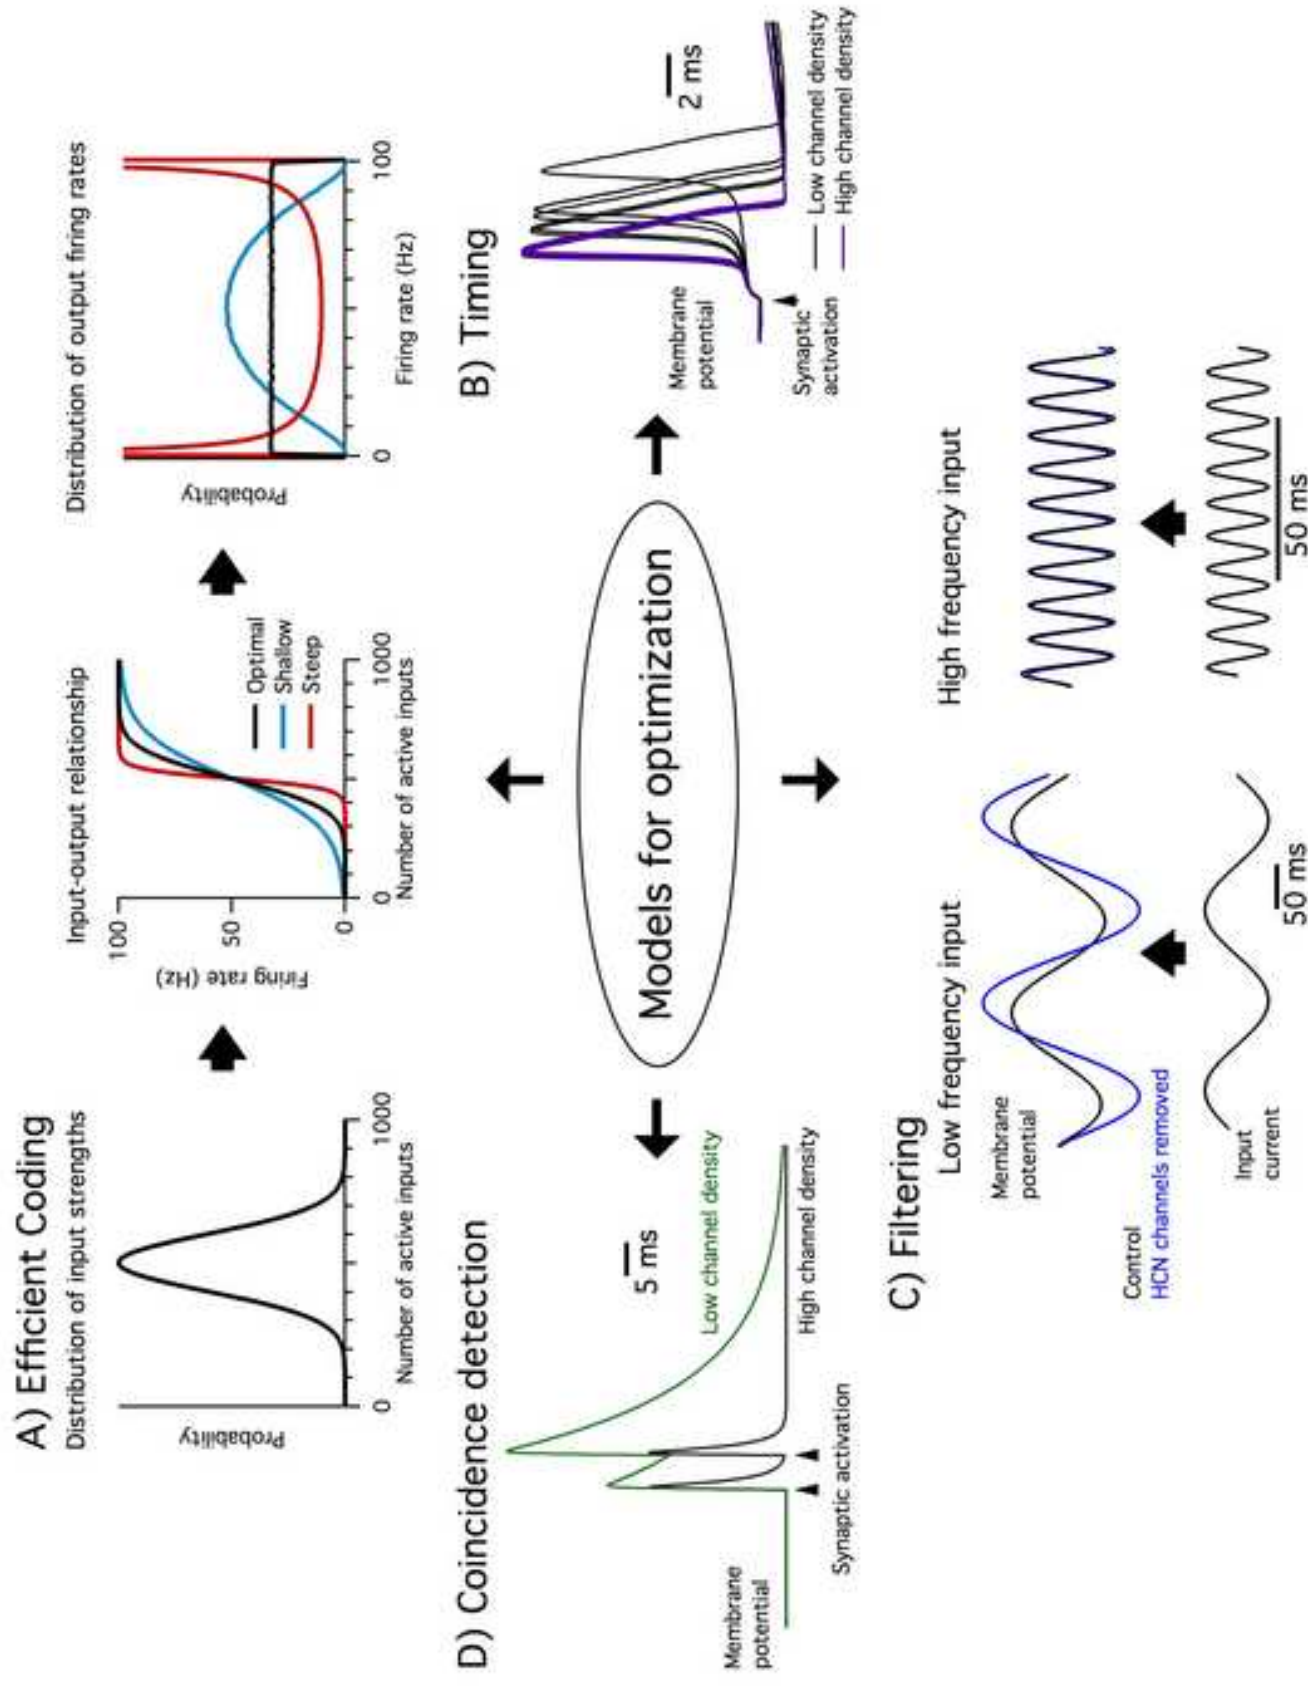 A) Efficient Coding
Distribution of input strengths
Probability
0
1000
Number of active inputs
Input-output relationship
100
50
0
Firing rate (Hz)
Optimal
Shallow
Steep
0
1000
Number of active inputs
Distribution of output firing rates
Probability
0
100
Firing rate (Hz)
D) Coincidence detection
5 ms
Low channel density
High channel density
Membrane
potential
Synaptic activation
Models for optimization
B) Timing
2 ms
Membrane
potential
Synaptic
activation
Low channel density
High channel density
C) Filtering
Low frequency input
Membrane
potential
Control
HCN channels removed
Input
current
50 ms
High frequency input
50 ms